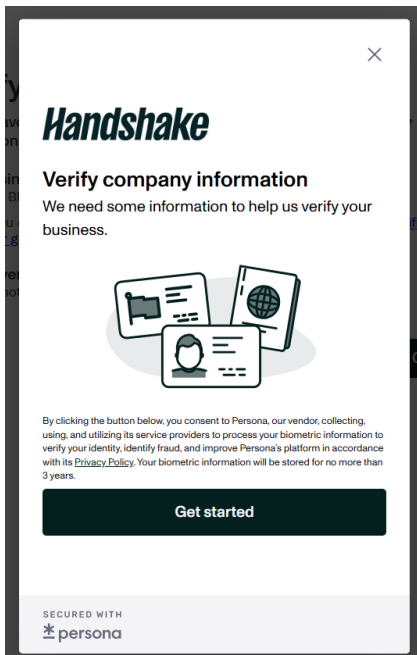 Handshake
Verify company information
We need some information to help us verify your
business.
By clicking the button below, you consent to Persona, our vendor, collecting,
using, and utilizing its service providers to process your biometric information to
verify your identity, identify fraud, and improve Persona's platform in accordance
with its Privacy Policy. Your biometric information will be stored for no more than
3 years.
Get started
SECURED WITH
persona